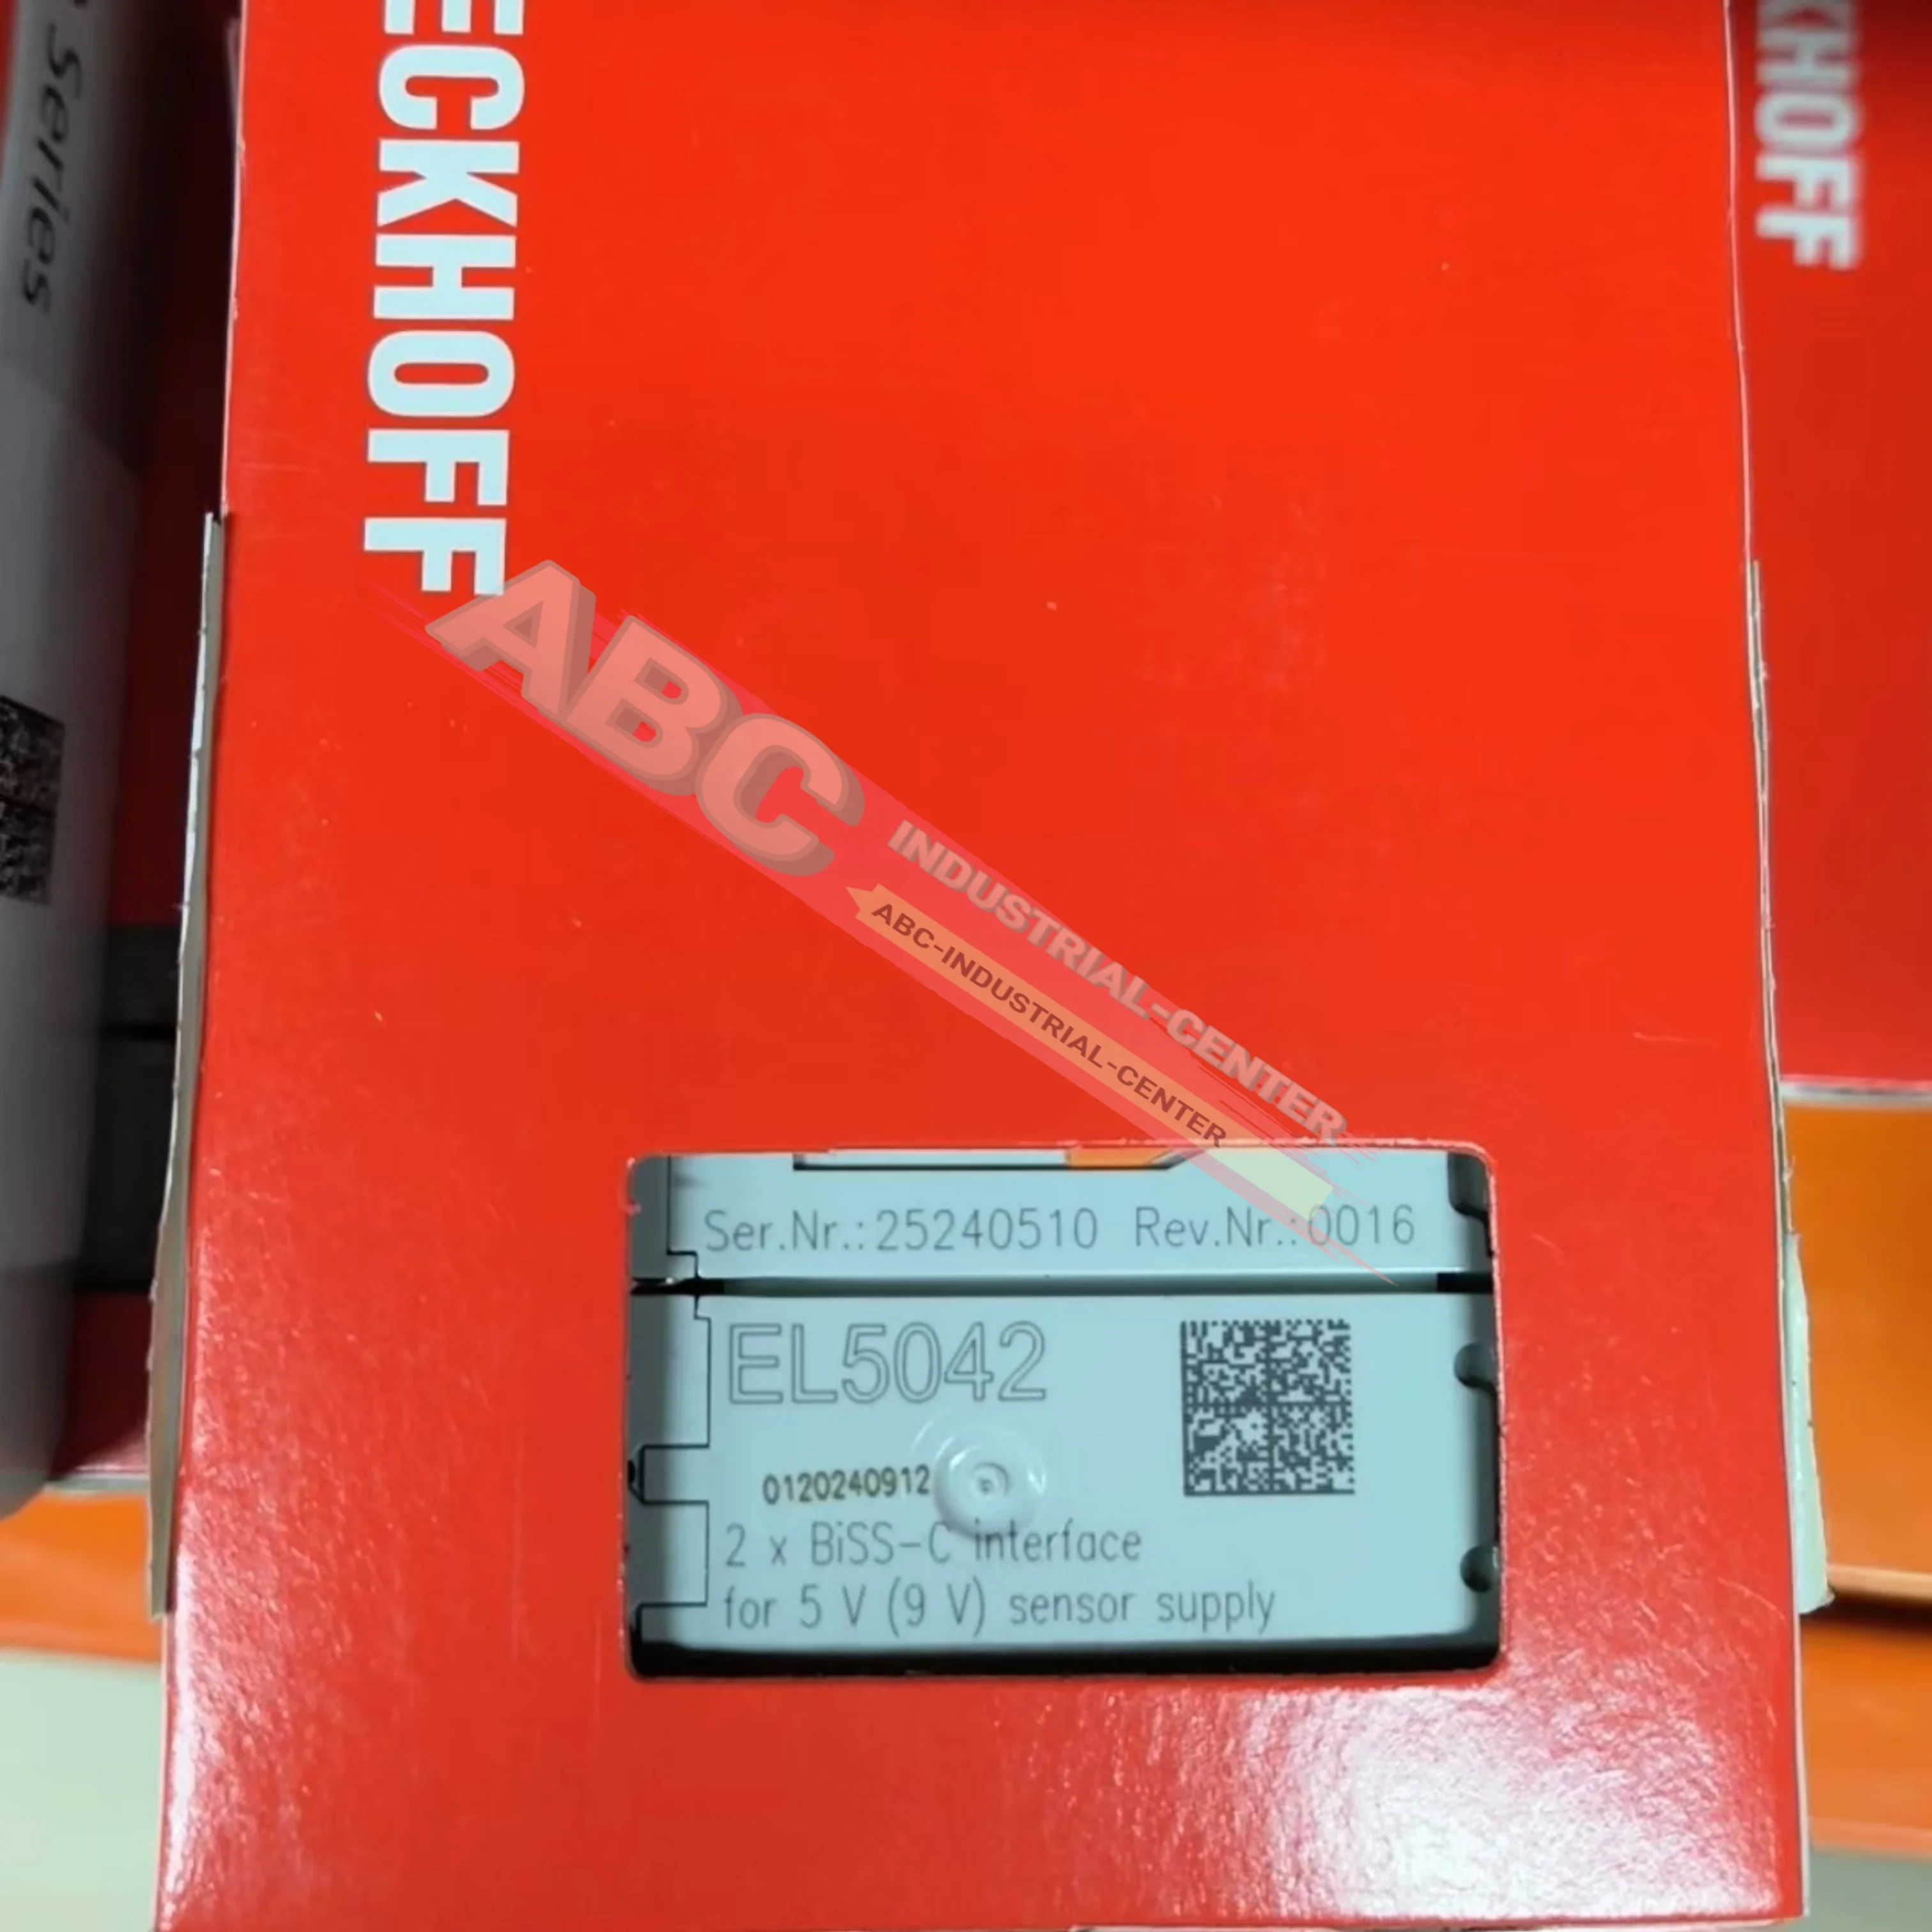 Series
ECKHOFF
KHOFF
ABC
INDUSTRIAL-CENTER
ABC-INDUSTRIAL-CENTER
Ser.Nr.:25240510 Rev.Nr.:0016
EL5042
0120240912
2 x BiSS-C interface
for 5 V (9 V) sensor supply